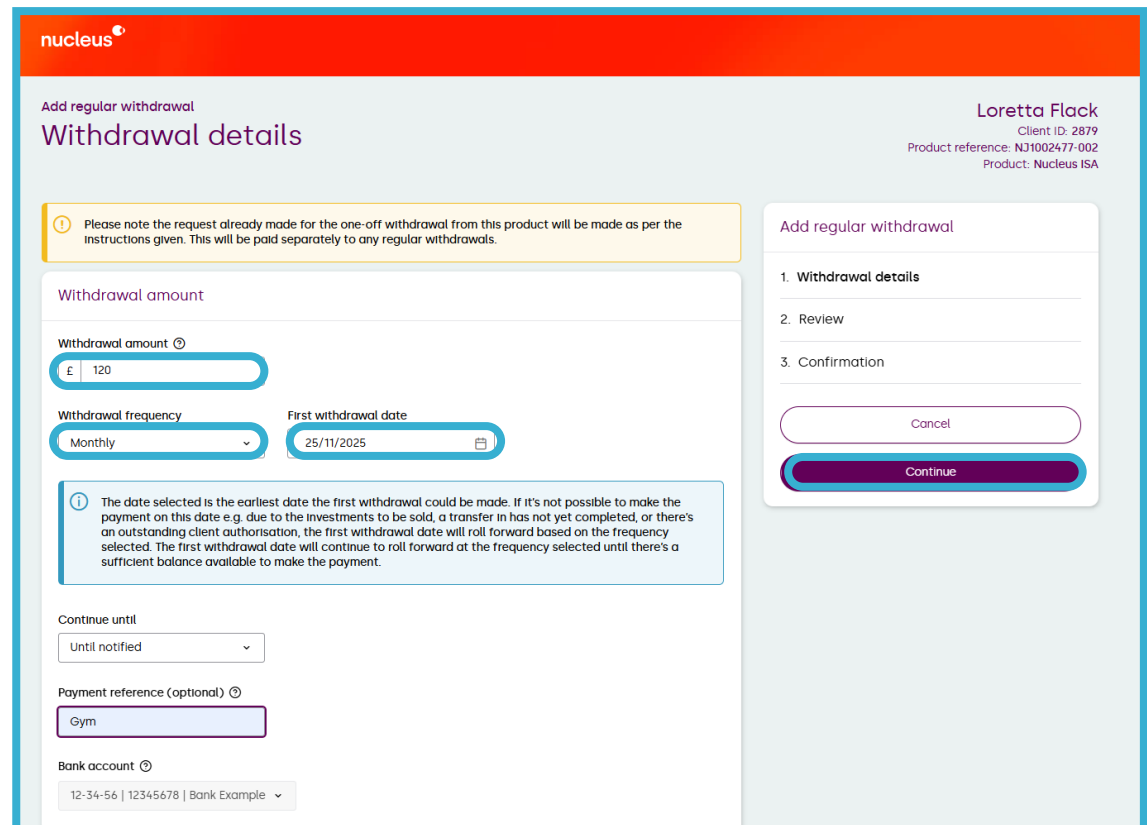 nucleus
Add regular withdrawal
Withdrawal details
Loretta Flack
Client ID: 2879
Product reference: NJ1002477-002
Product: Nucleus ISA
Please note the request already made for the one-off withdrawal from this product will be made as per the
instructions given. This will be paid separately to any regular withdrawals.
Withdrawal amount
Withdrawal amount
£ 120
Withdrawal frequency
First withdrawal date
Monthly
25/11/2025
The date selected is the earliest date the first withdrawal could be made. If it's not possible to make the
payment on this date e.g. due to the investments to be sold, a transfer in has not yet completed, or there's
an outstanding client authorisation, the first withdrawal date will roll forward based on the frequency
selected. The first withdrawal date will continue to roll forward at the frequency selected until there's a
sufficient balance available to make the payment.
Continue until
Until notified
Payment reference (optional)
Gym
Bank account
12-34-56 | 12345678 | Bank Example
Add regular withdrawal
1. Withdrawal details
2. Review
3. Confirmation
Cancel
Continue